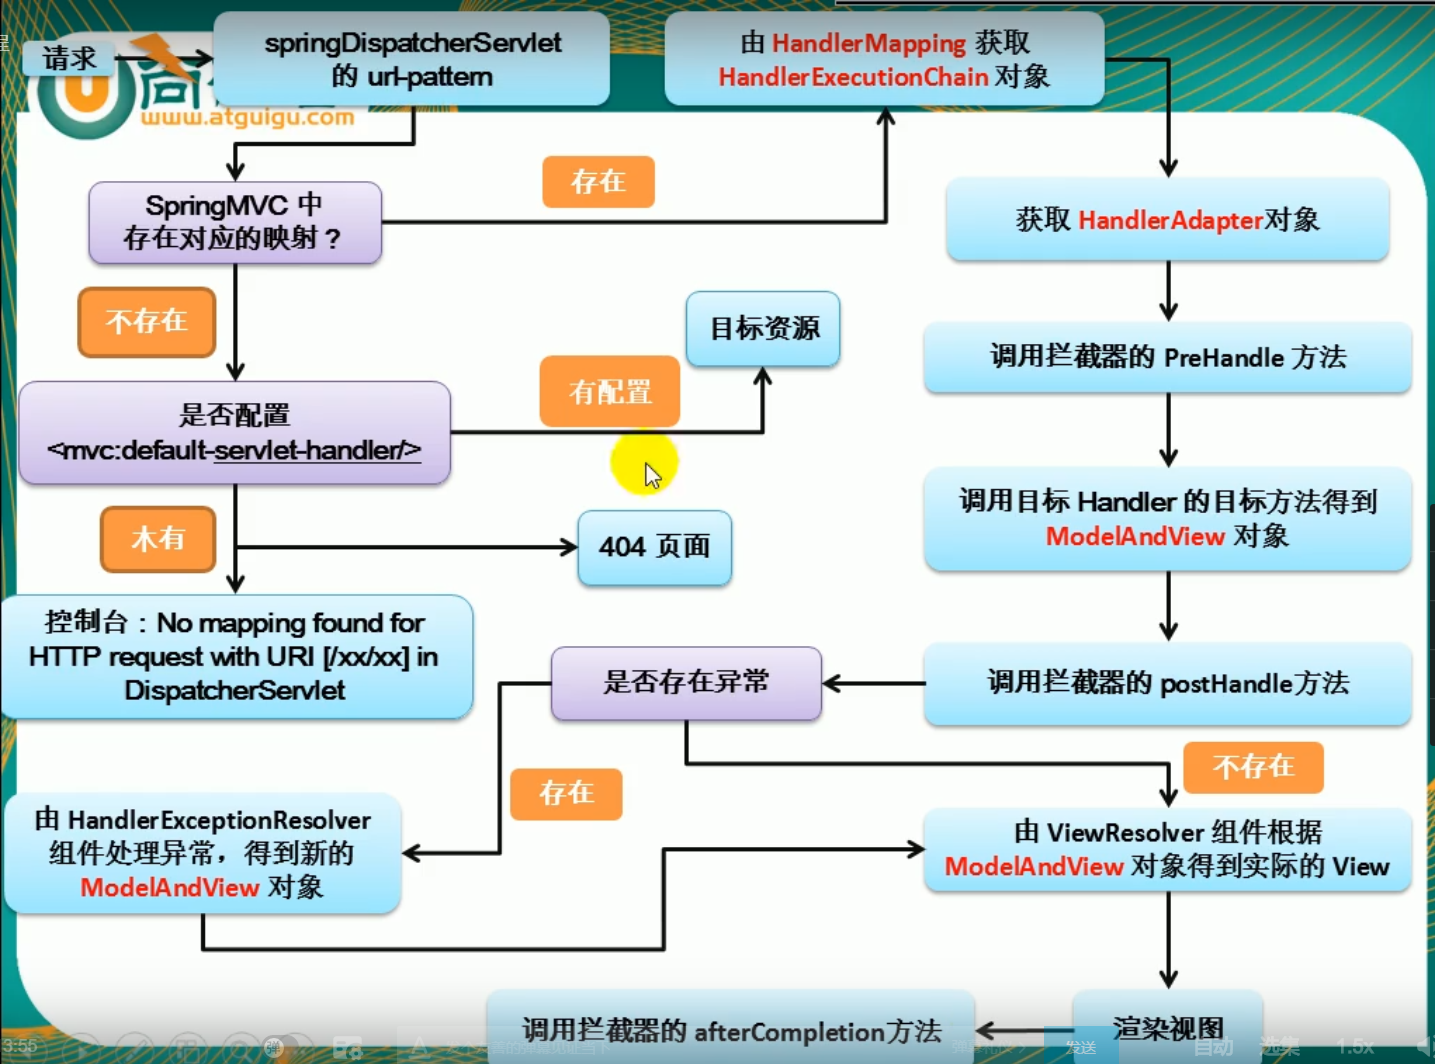 请求
springDispatcherServlet
的 url-pattern
由 HandlerMapping 获取
HandlerExecutionChain 对象
www.atguigu.com
存在
SpringMVC 中
存在对应的映射？
获取 HandlerAdapter对象
不存在
目标资源
调用拦截器的 PreHandle 方法
有配置
是否配置
<mvc:default-servlet-handler/>
调用目标 Handler 的目标方法得到
ModelAndView 对象
木有
404 页面
控制台：No mapping found for
HTTP request with URI [/xx/xx] in
DispatcherServlet
是否存在异常
调用拦截器的 postHandle方法
不存在
存在
由 HandlerExceptionResolver
组件处理异常，得到新的
ModelAndView 对象
由 ViewResolver 组件根据
ModelAndView 对象得到实际的 View
调用拦截器的 afterCompletion方法
渲染视图
3:55
弹
发送
自动
选集
1.5x